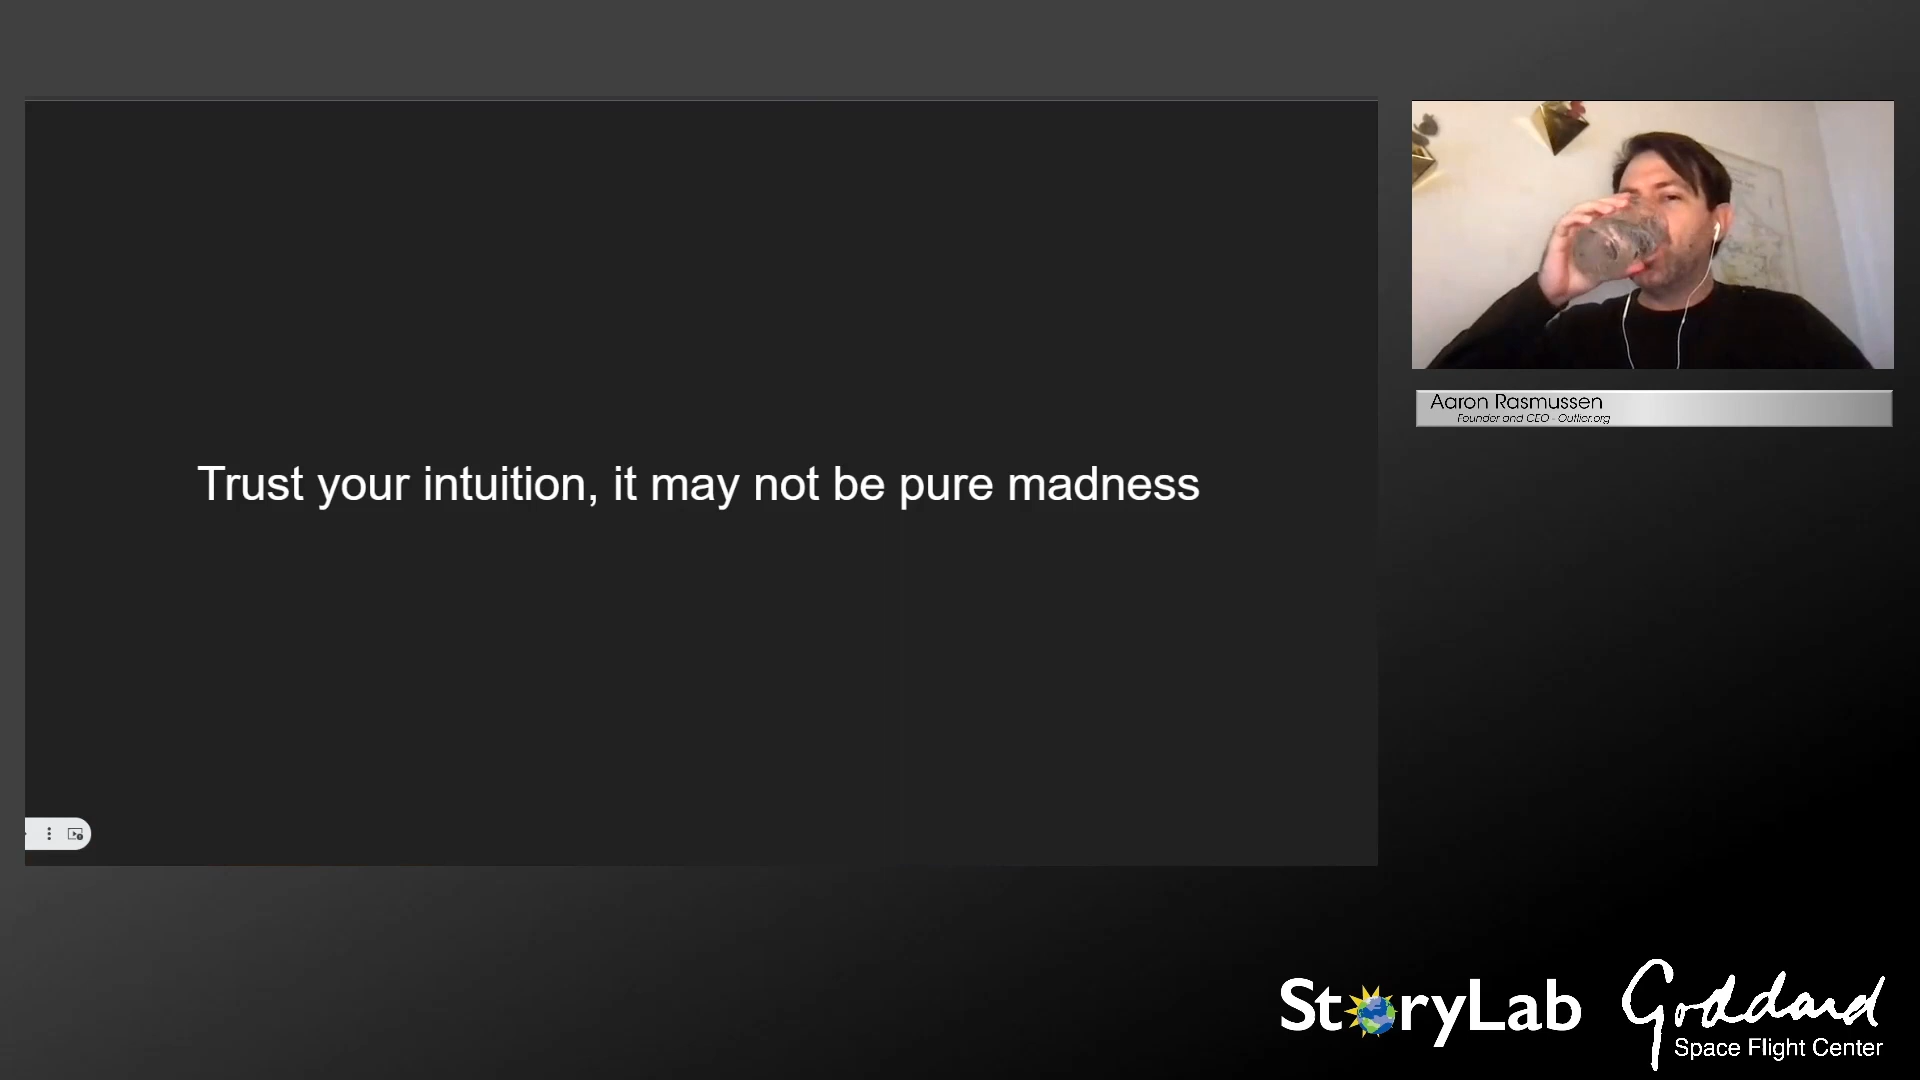 Trust your intuition, it may not be pure madness
Aaron Rasmussen
Founder and CEO - Outlier.org
StoryLab
Goddard
Space Flight Center